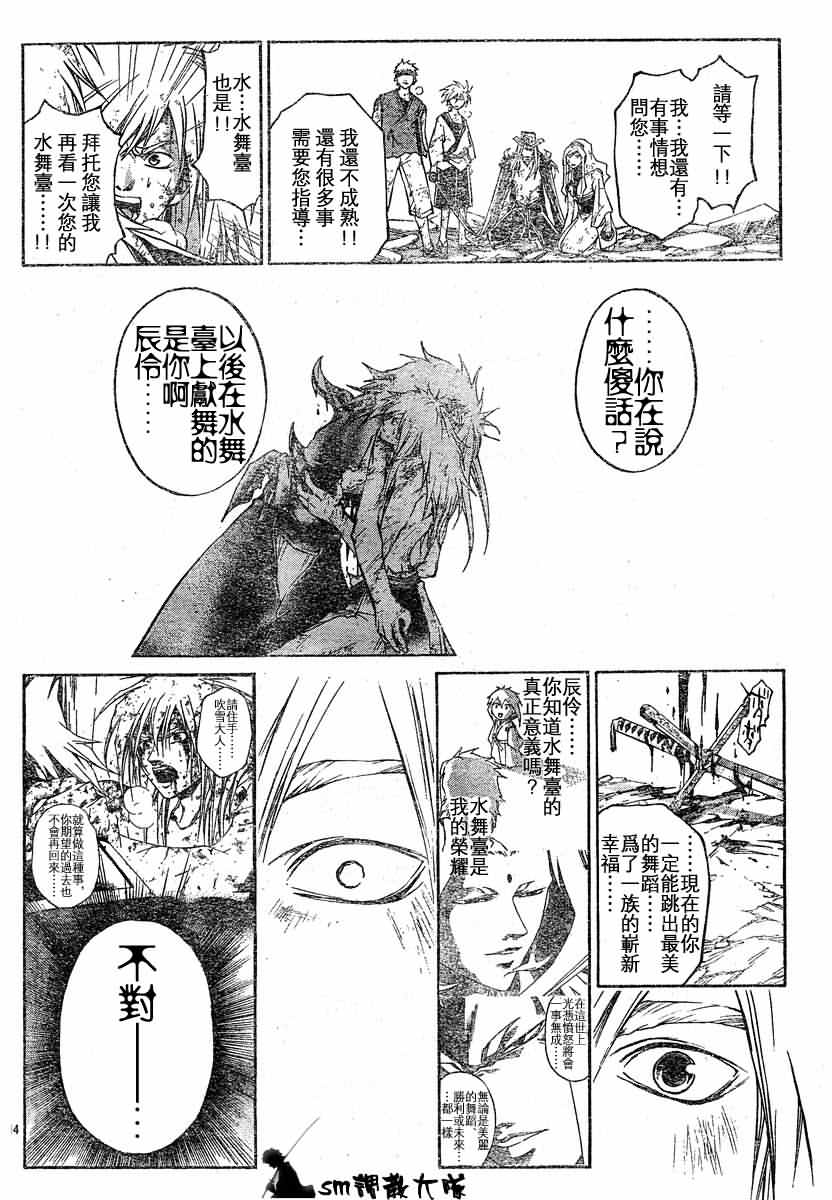 請等一下!!
我…我還有…
有事情想
問您……
我還不成熟!!
還有很多事
需要您指導…
水…水舞臺
也是!!
拜托您讓我
再看一次您的
水舞臺……!!
……你在說
什麼傻話?
以後在水舞
臺上獻舞的
是你啊
辰伶……
……現在的你
一定能跳出最美
的舞蹈……
爲了一族的嶄新
幸福……
辰伶…
你知道水舞臺的
真正意義嗎?
水舞臺是
我的榮耀
在這世上
光憑憤怒將會
一事無成……
無論是美麗
的舞蹈、
勝利或未來…
…都一樣
請住手……
吹雪大人……
就算做這種事
你期望的過去也
不會再回來……
不對——……
4
sm調教大隊